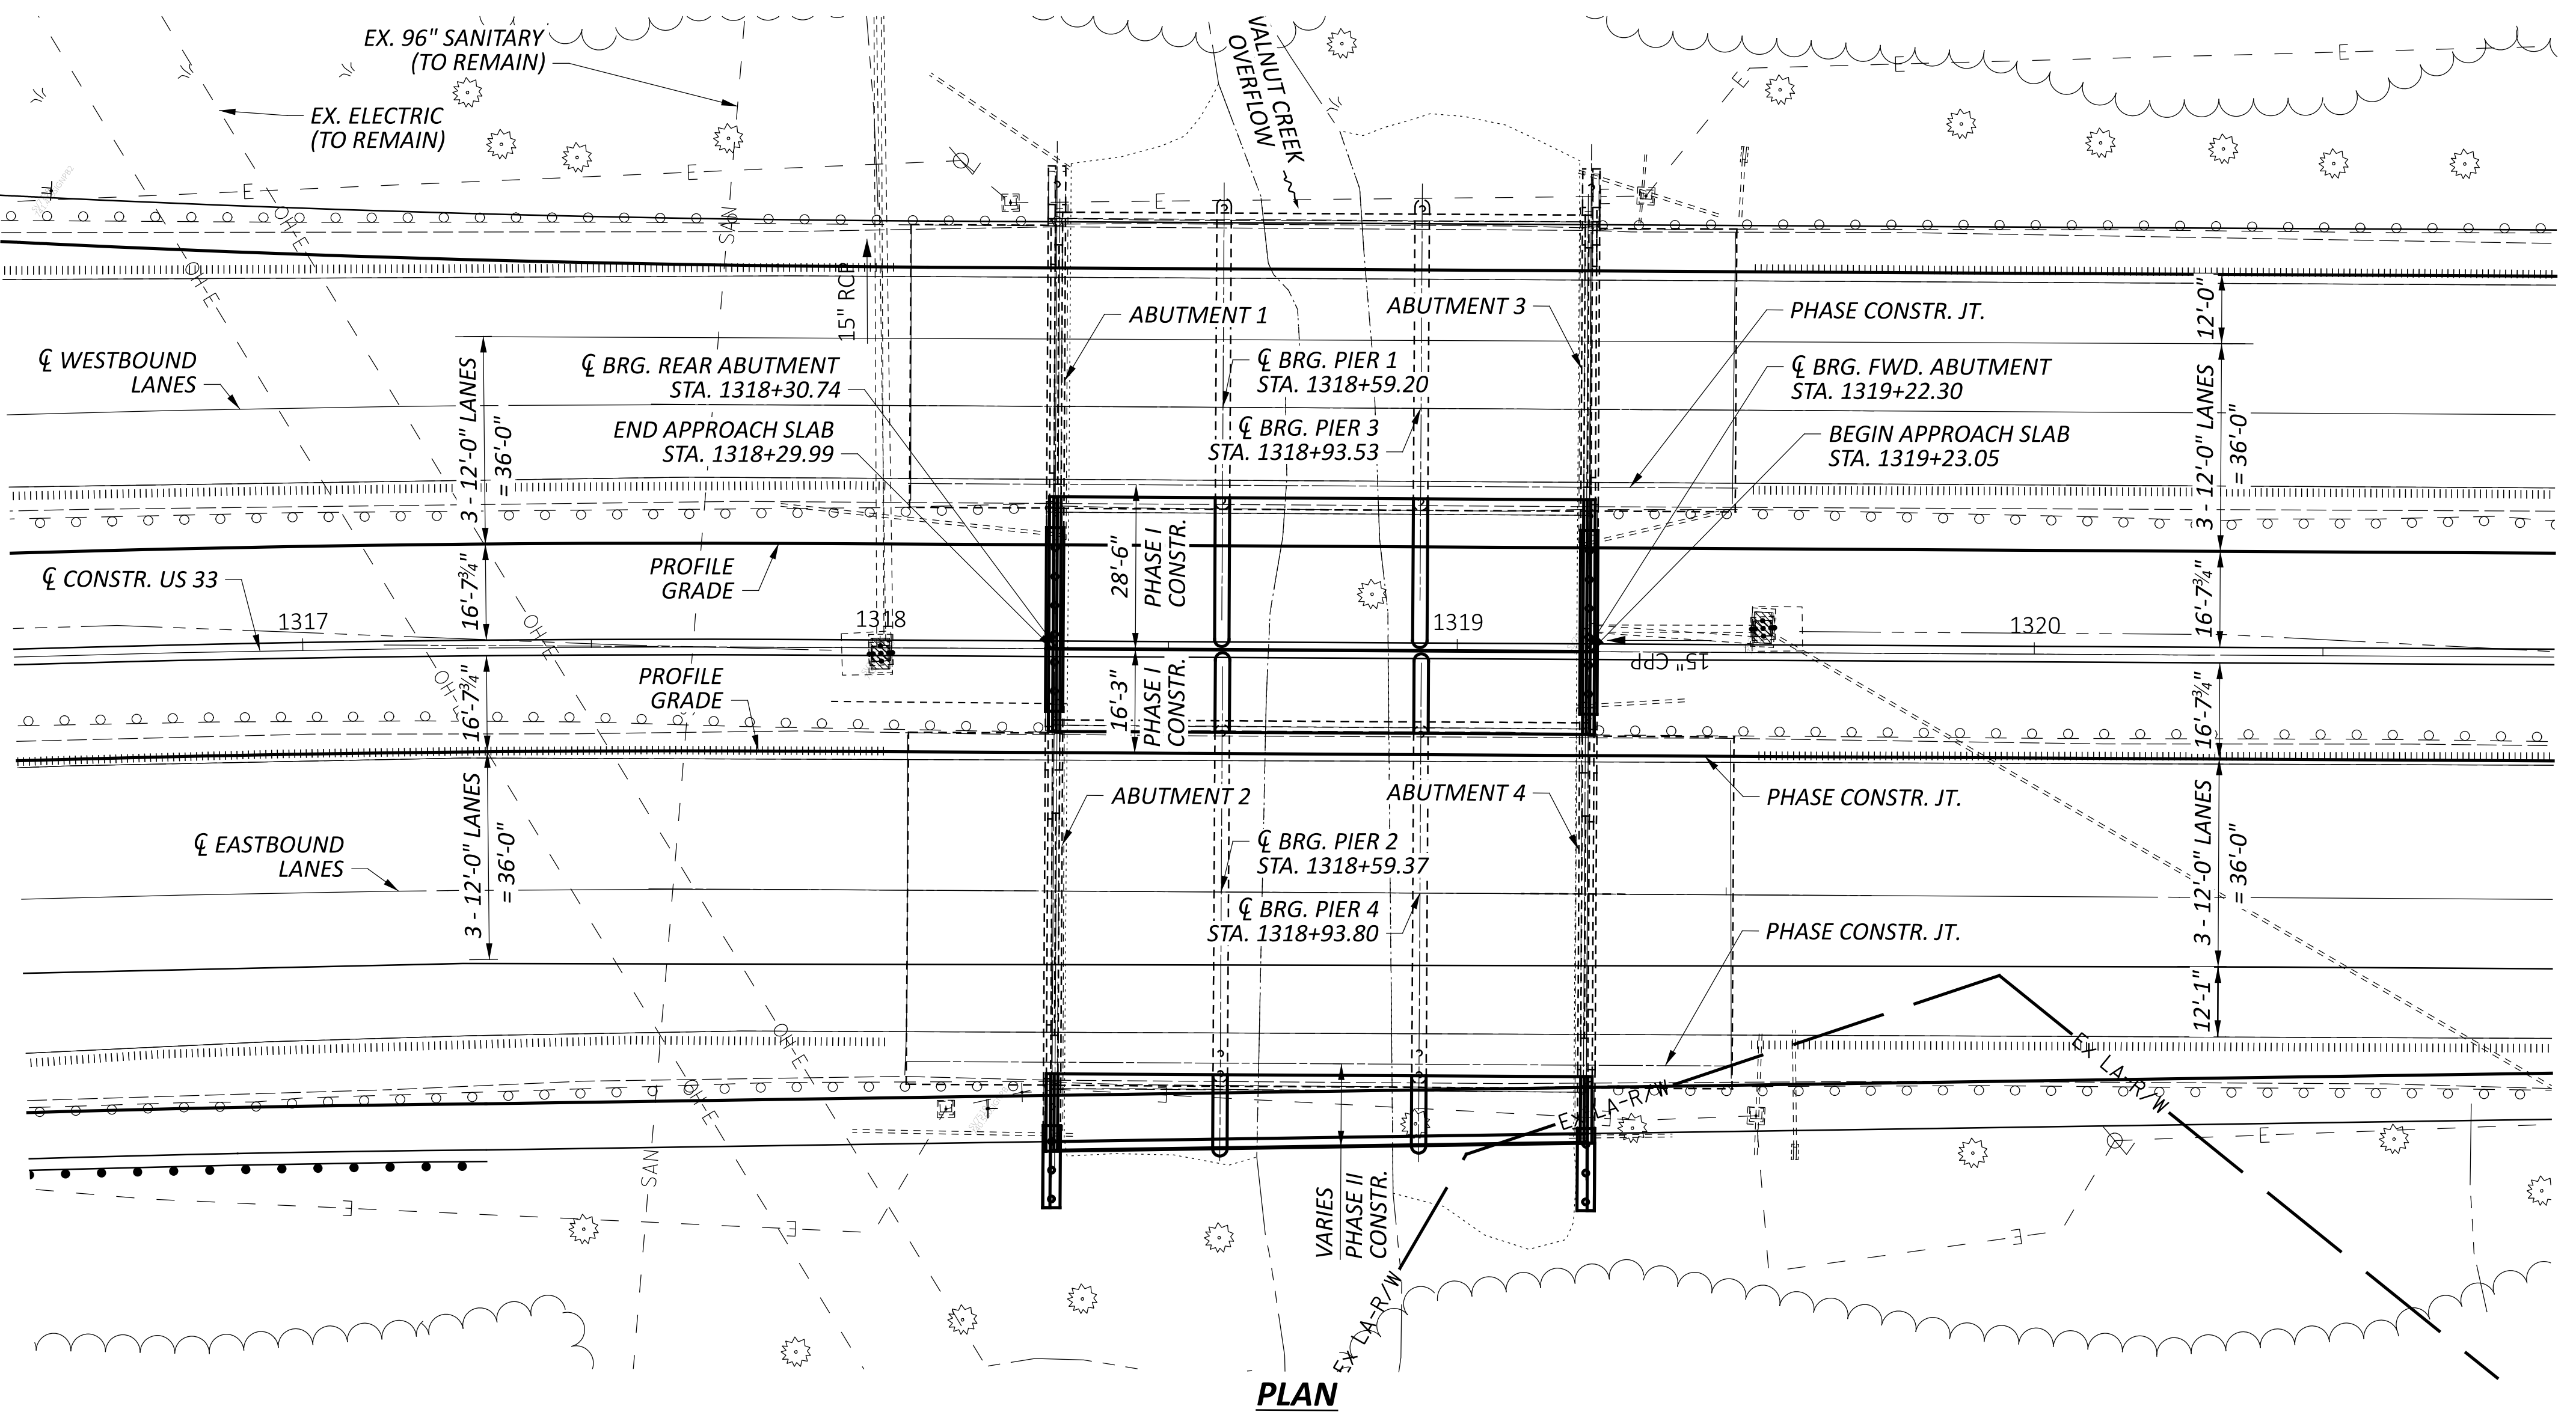 EX. 96" SANITARY
(TO REMAIN)
EX. ELECTRIC
(TO REMAIN)
WALNUT CREEK
OVERFLOW
E
E
E
E
E
E
E
SAN
OH-E
OH-E
15" RCP
ABUTMENT 1
ABUTMENT 3
PHASE CONSTR. JT.
12'-0"
℄ WESTBOUND
LANES
3 - 12'-0" LANES
= 36'-0"
℄ BRG. REAR ABUTMENT
STA. 1318+30.74
℄ BRG. PIER 1
STA. 1318+59.20
℄ BRG. FWD. ABUTMENT
STA. 1319+22.30
3 - 12'-0" LANES
= 36'-0"
END APPROACH SLAB
STA. 1318+29.99
℄ BRG. PIER 3
STA. 1318+93.53
BEGIN APPROACH SLAB
STA. 1319+23.05
℄ CONSTR. US 33
16'-7¾"
PROFILE
GRADE
28'-6"
PHASE I
CONSTR.
16'-7¾"
1317
1318
1319
1320
OH-E
OH-E
15" CPP
16'-7¾"
PROFILE
GRADE
16'-3"
PHASE I
CONSTR.
16'-7¾"
ABUTMENT 2
ABUTMENT 4
PHASE CONSTR. JT.
℄ EASTBOUND
LANES
3 - 12'-0" LANES
= 36'-0"
℄ BRG. PIER 2
STA. 1318+59.37
℄ BRG. PIER 4
STA. 1318+93.80
PHASE CONSTR. JT.
3 - 12'-0" LANES
= 36'-0"
12'-1"
OH-E
OH-E
SAN
Ex LA-R/W
Ex LA-R/W
Ex LA-R/W
VARIES
PHASE II
CONSTR.
E
E
E
E
E
E
PLAN